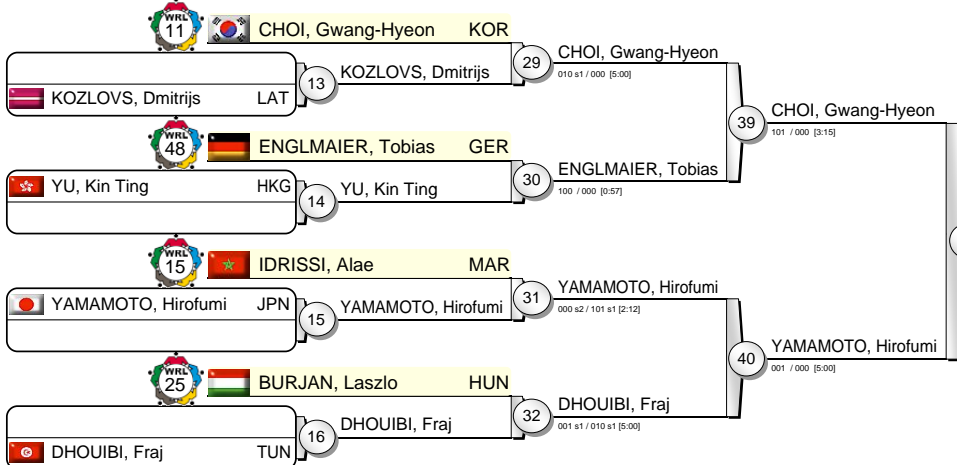 WRL
11
CHOI, Gwang-Hyeon KOR
29
CHOI, Gwang-Hyeon
010 s1 / 000 [5:00]
13
KOZLOVS, Dmitrijs
KOZLOVS, Dmitrijs LAT
39
CHOI, Gwang-Hyeon
101 / 000 [3:15]
WRL
48
ENGLMAIER, Tobias GER
30
ENGLMAIER, Tobias
100 / 000 [0:57]
YU, Kin Ting HKG
14
YU, Kin Ting
WRL
15
IDRISSI, Alae MAR
31
YAMAMOTO, Hirofumi
000 s2 / 101 s1 [2:12]
YAMAMOTO, Hirofumi JPN
15
YAMAMOTO, Hirofumi
40
YAMAMOTO, Hirofumi
001 / 000 [5:00]
WRL
25
BURJAN, Laszlo HUN
32
DHOUIBI, Fraj
001 s1 / 010 s1 [5:00]
16
DHOUIBI, Fraj
DHOUIBI, Fraj TUN